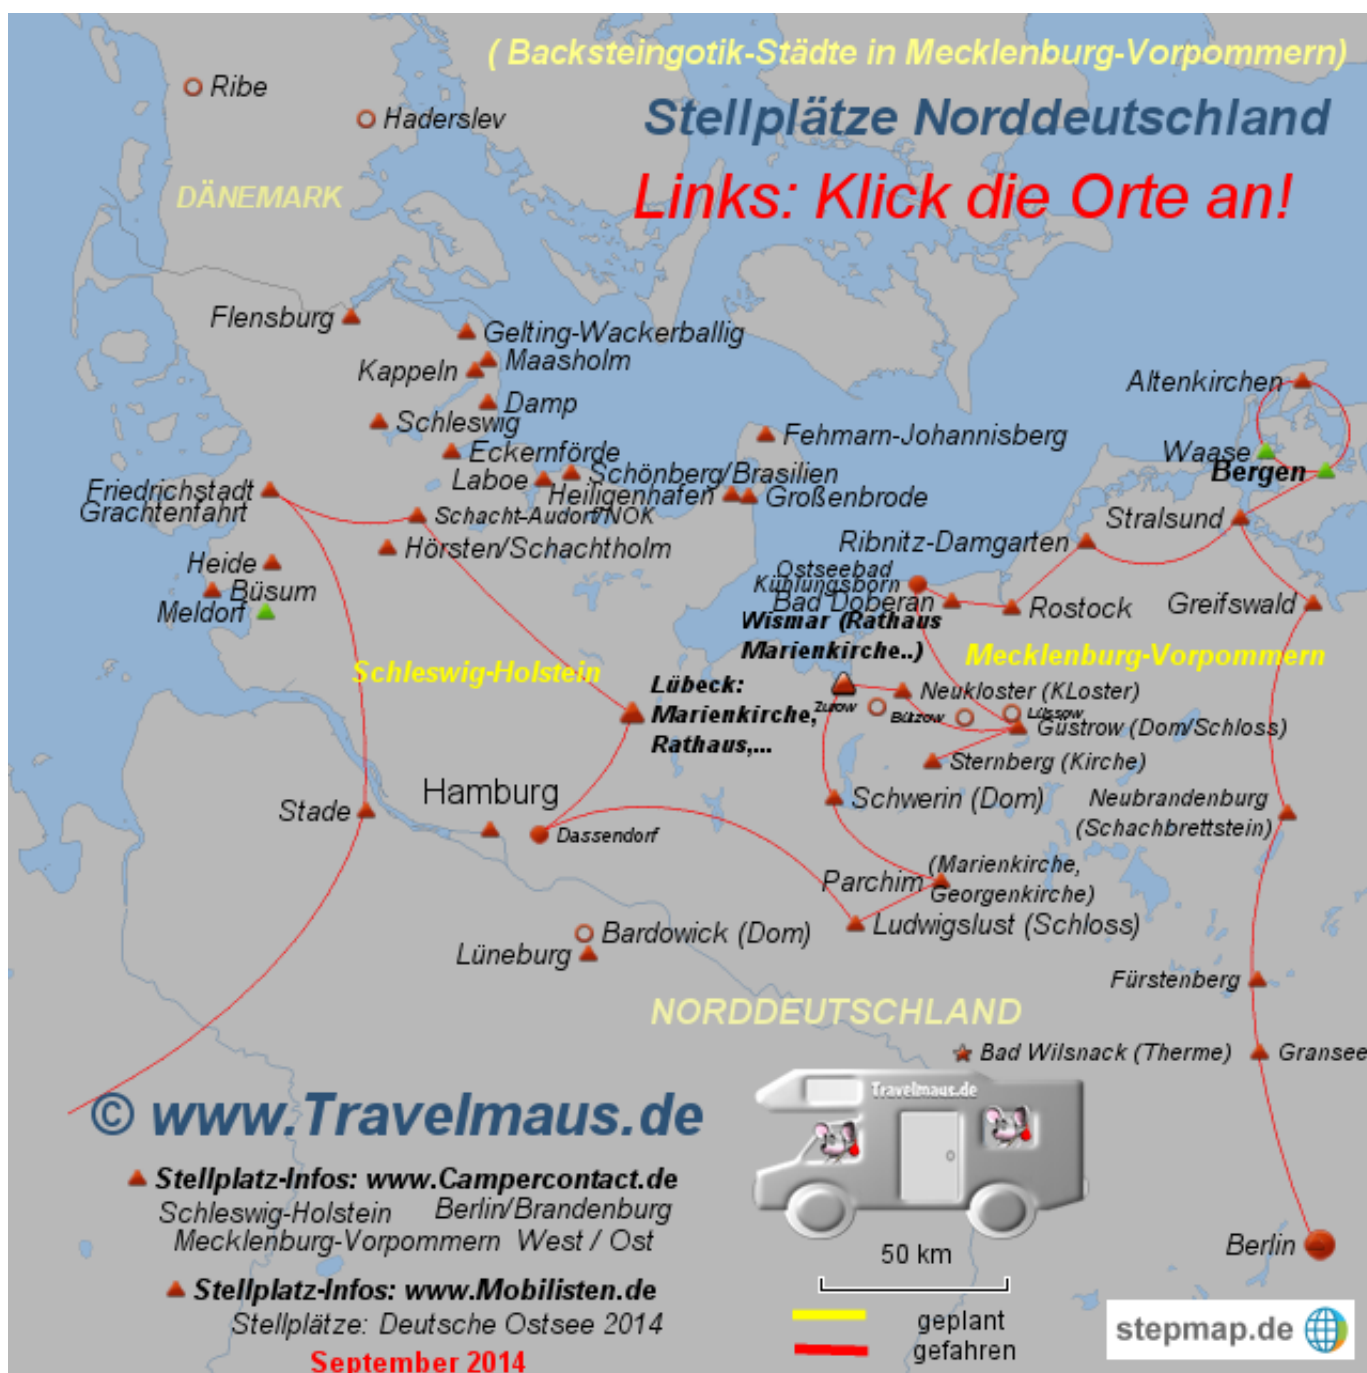 ( Backsteingotik-Städte in Mecklenburg-Vorpommern)
Stellplätze Norddeutschland
Links: Klick die Orte an!
Ribe
Haderslev
DÄNEMARK
Flensburg
Gelting-Wackerballig
Maasholm
Kappeln
Damp
Schleswig
Eckernförde
Schönberg/Brasilien
Laboe
Fehmarn-Johannisberg
Heiligenhafen
Großenbrode
Altenkirchen
Waase
Bergen
Stralsund
Friedrichstadt
Grachtenfahrt
Schacht-Audorf/NOK
Hörsten/Schachtholm
Ribnitz-Damgarten
Heide
Büsum
Meldorf
Ostseebad
Kühlungsborn
Bad Doberan
Rostock
Greifswald
Wismar (Rathaus
Marienkirche..)
Mecklenburg-Vorpommern
Schleswig-Holstein
Lübeck:
Marienkirche,
Rathaus,...
Neukloster (KLoster)
Zurow
Bützow
Lüssow
Güstrow (Dom/Schloss)
Sternberg (Kirche)
Schwerin (Dom)
Neubrandenburg
(Schachbrettstein)
Hamburg
Stade
Dassendorf
(Marienkirche,
Parchim
Georgenkirche)
Ludwigslust (Schloss)
Bardowick (Dom)
Lüneburg
Fürstenberg
NORDDEUTSCHLAND
Bad Wilsnack (Therme)
Gransee
Travelmaus.de
© www.Travelmaus.de
Stellplatz-Infos: www.Campercontact.de
Schleswig-Holstein Berlin/Brandenburg
Mecklenburg-Vorpommern West / Ost
Stellplatz-Infos: www.Mobilisten.de
Stellplätze: Deutsche Ostsee 2014
September 2014
Berlin
50 km
geplant
gefahren
stepmap.de